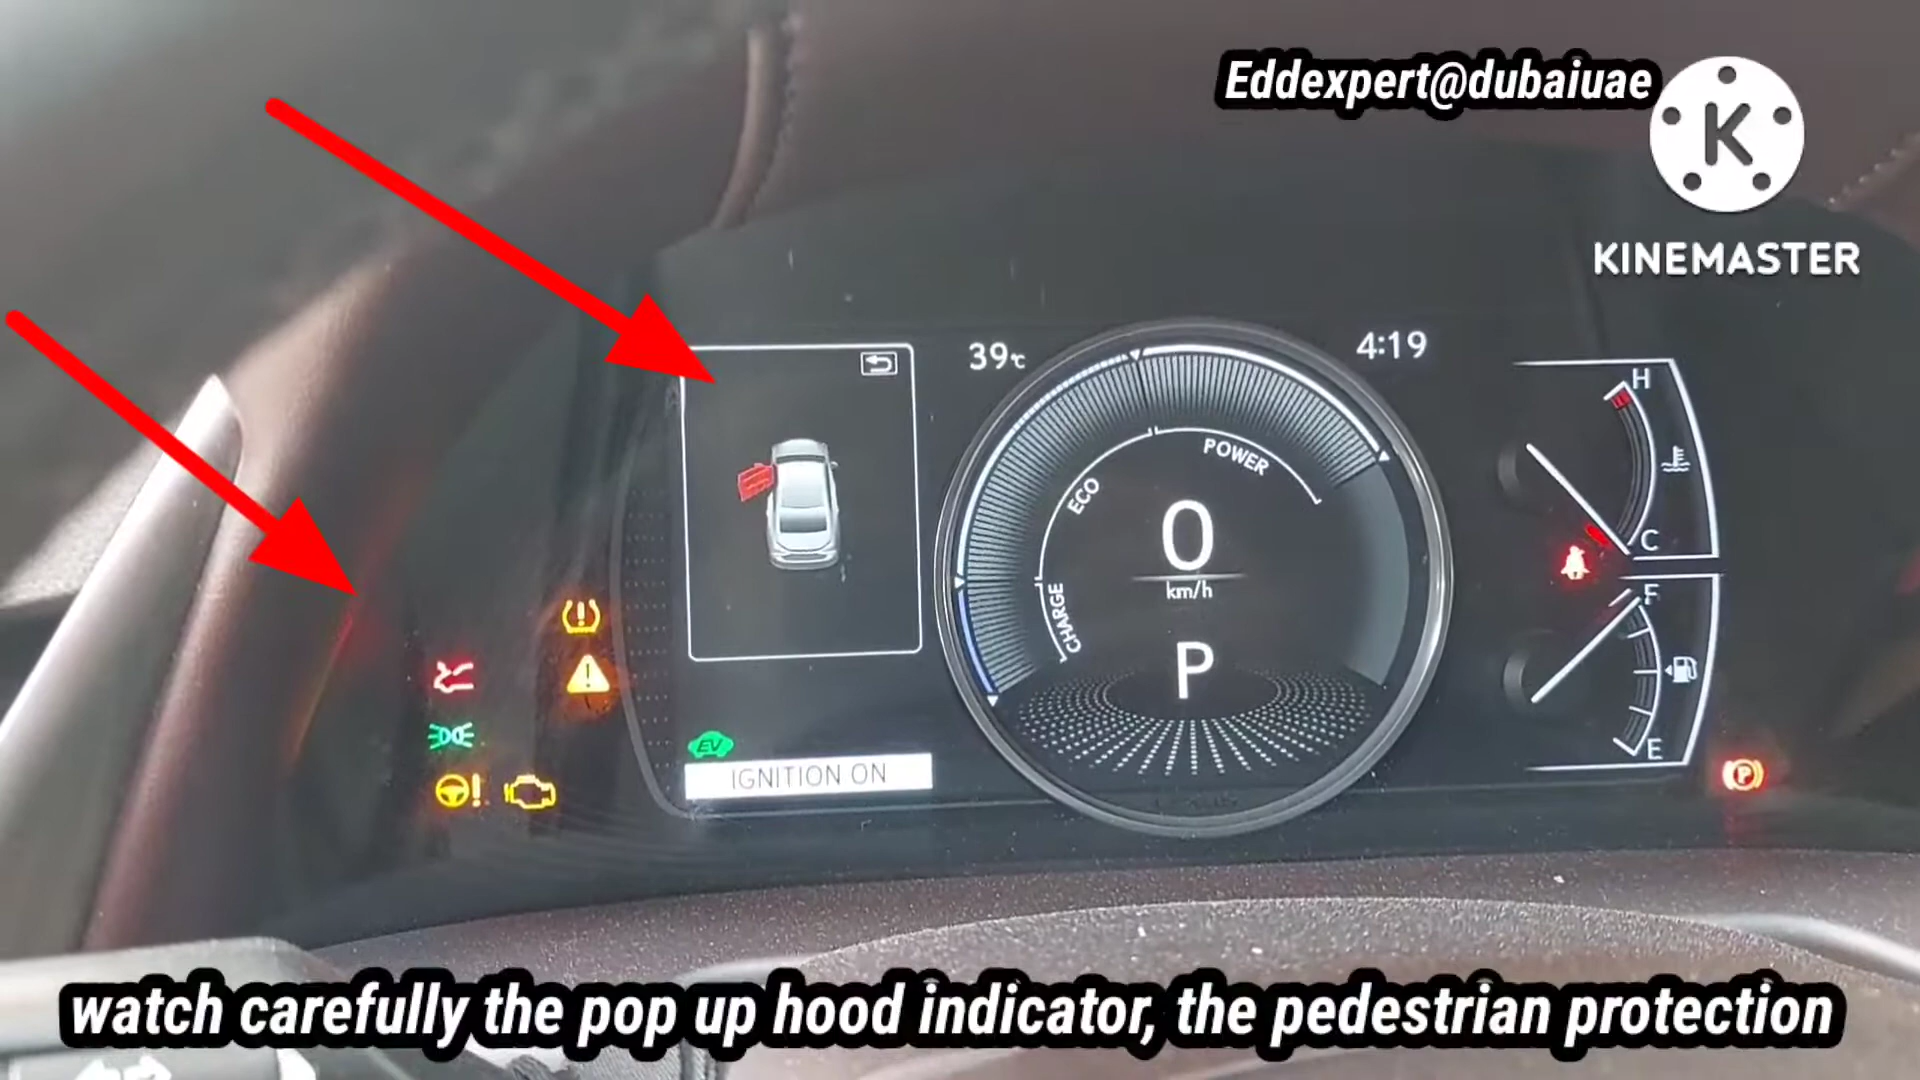 Eddexpert@dubaiuae
K
KINEMASTER
39℃
4:19
H
POWER
ECO
0
km/h
C
CHARGE
F
P
EV
IGNITION ON
E
P
watch carefully the pop up hood indicator, the pedestrian protection